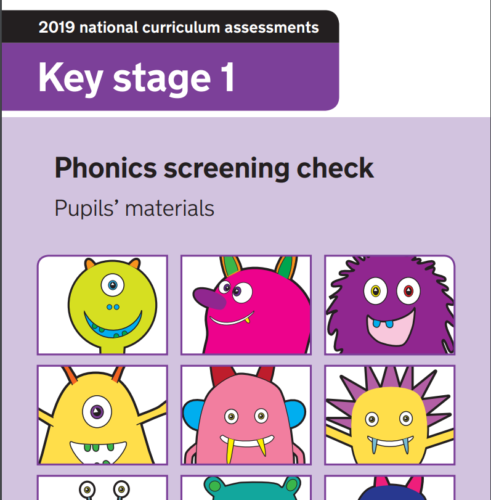 2019 national curriculum assessments
Key stage 1
Phonics screening check
Pupils’ materials